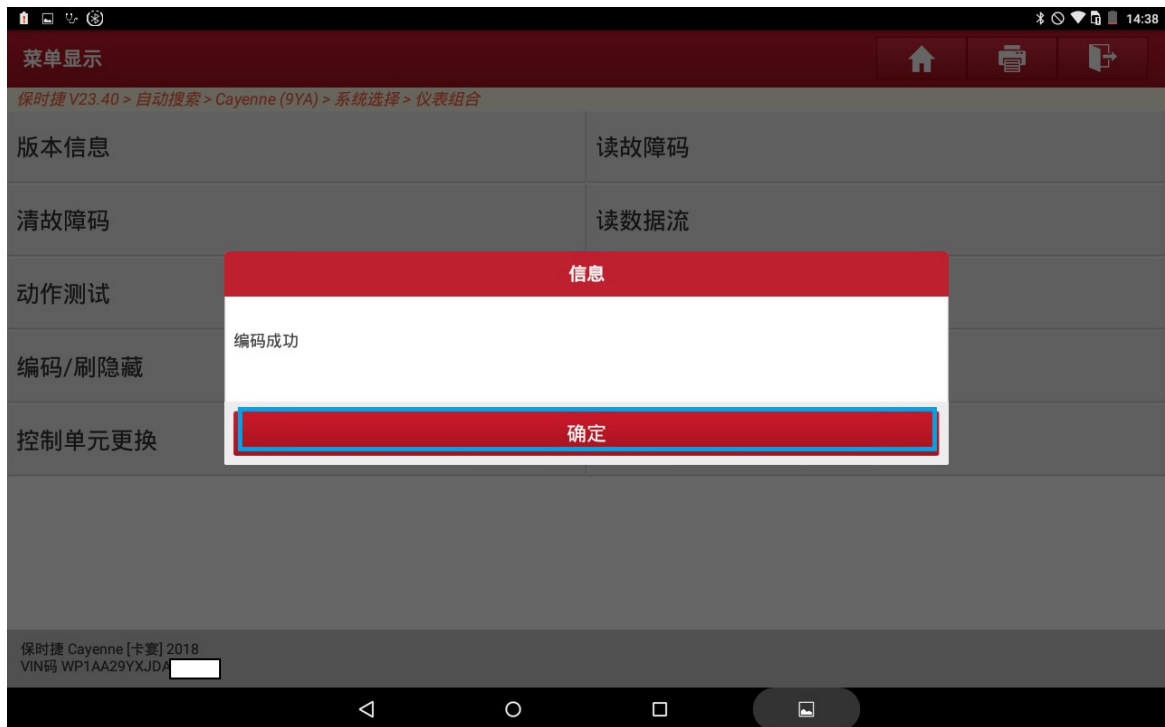 14:38
菜单显示
保时捷 V23.40 > 自动搜索 > Cayenne (9YA) > 系统选择 > 仪表组合
版本信息
读故障码
清故障码
读数据流
动作测试
信息
编码成功
编码/刷隐藏
确定
控制单元更换
保时捷 Cayenne [卡宴] 2018
VIN码 WP1AA29YXJDA